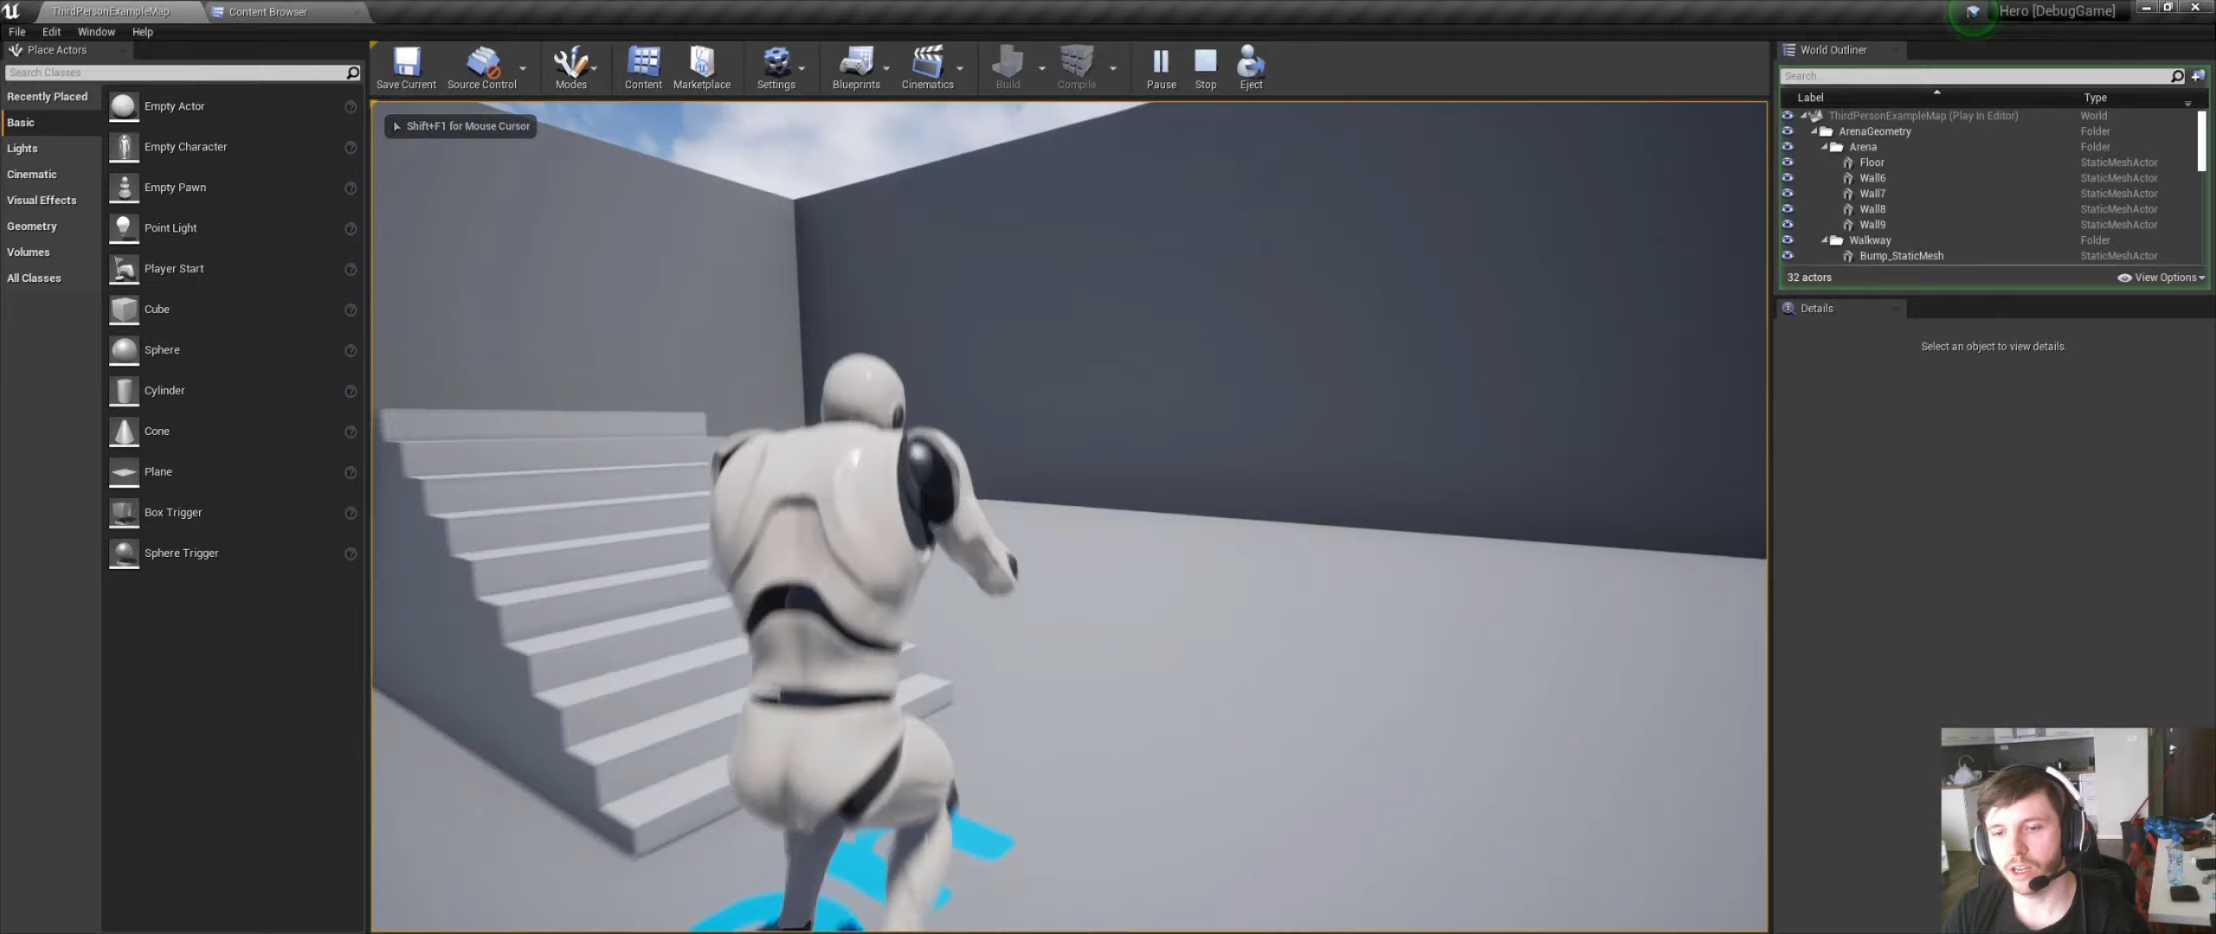 ThirdPersonExampleMap
Content Browser
Hero [DebugGame]
File Edit Window Help
Place Actors
Search Classes
Recently Placed
Basic
Lights
Cinematic
Visual Effects
Geometry
Volumes
All Classes
Empty Actor
Empty Character
Empty Pawn
Point Light
Player Start
Cube
Sphere
Cylinder
Cone
Plane
Box Trigger
Sphere Trigger
Save Current
Source Control
Modes
Content
Marketplace
Settings
Blueprints
Cinematics
Build
Compile
Pause
Stop
Eject
Shift+F1 for Mouse Cursor
World Outliner
Search...
Label Type
ThirdPersonExampleMap (Play In Editor) World
ArenaGeometry Folder
Arena Folder
Floor StaticMeshActor
Wall6 StaticMeshActor
Wall7 StaticMeshActor
Wall8 StaticMeshActor
Wall9 StaticMeshActor
Walkway Folder
Bump_StaticMesh StaticMeshActor
32 actors View Options
Details
Select an object to view details.